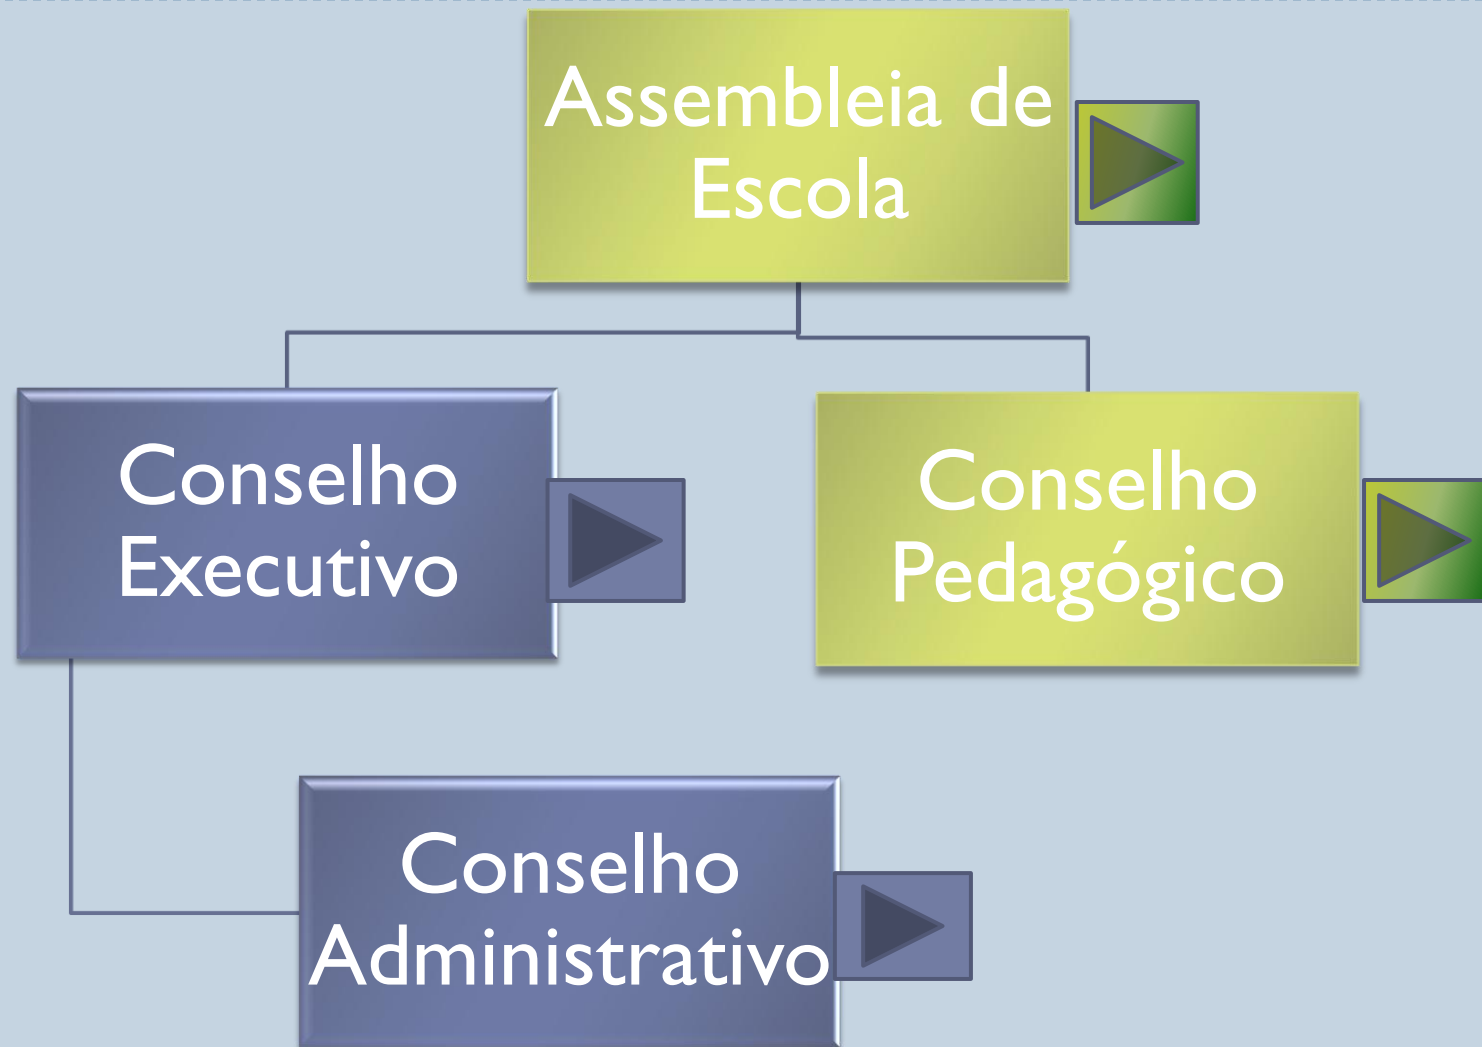 Assembleia de
Escola
Conselho
Executivo
Conselho
Pedagógico
Conselho
Administrativo